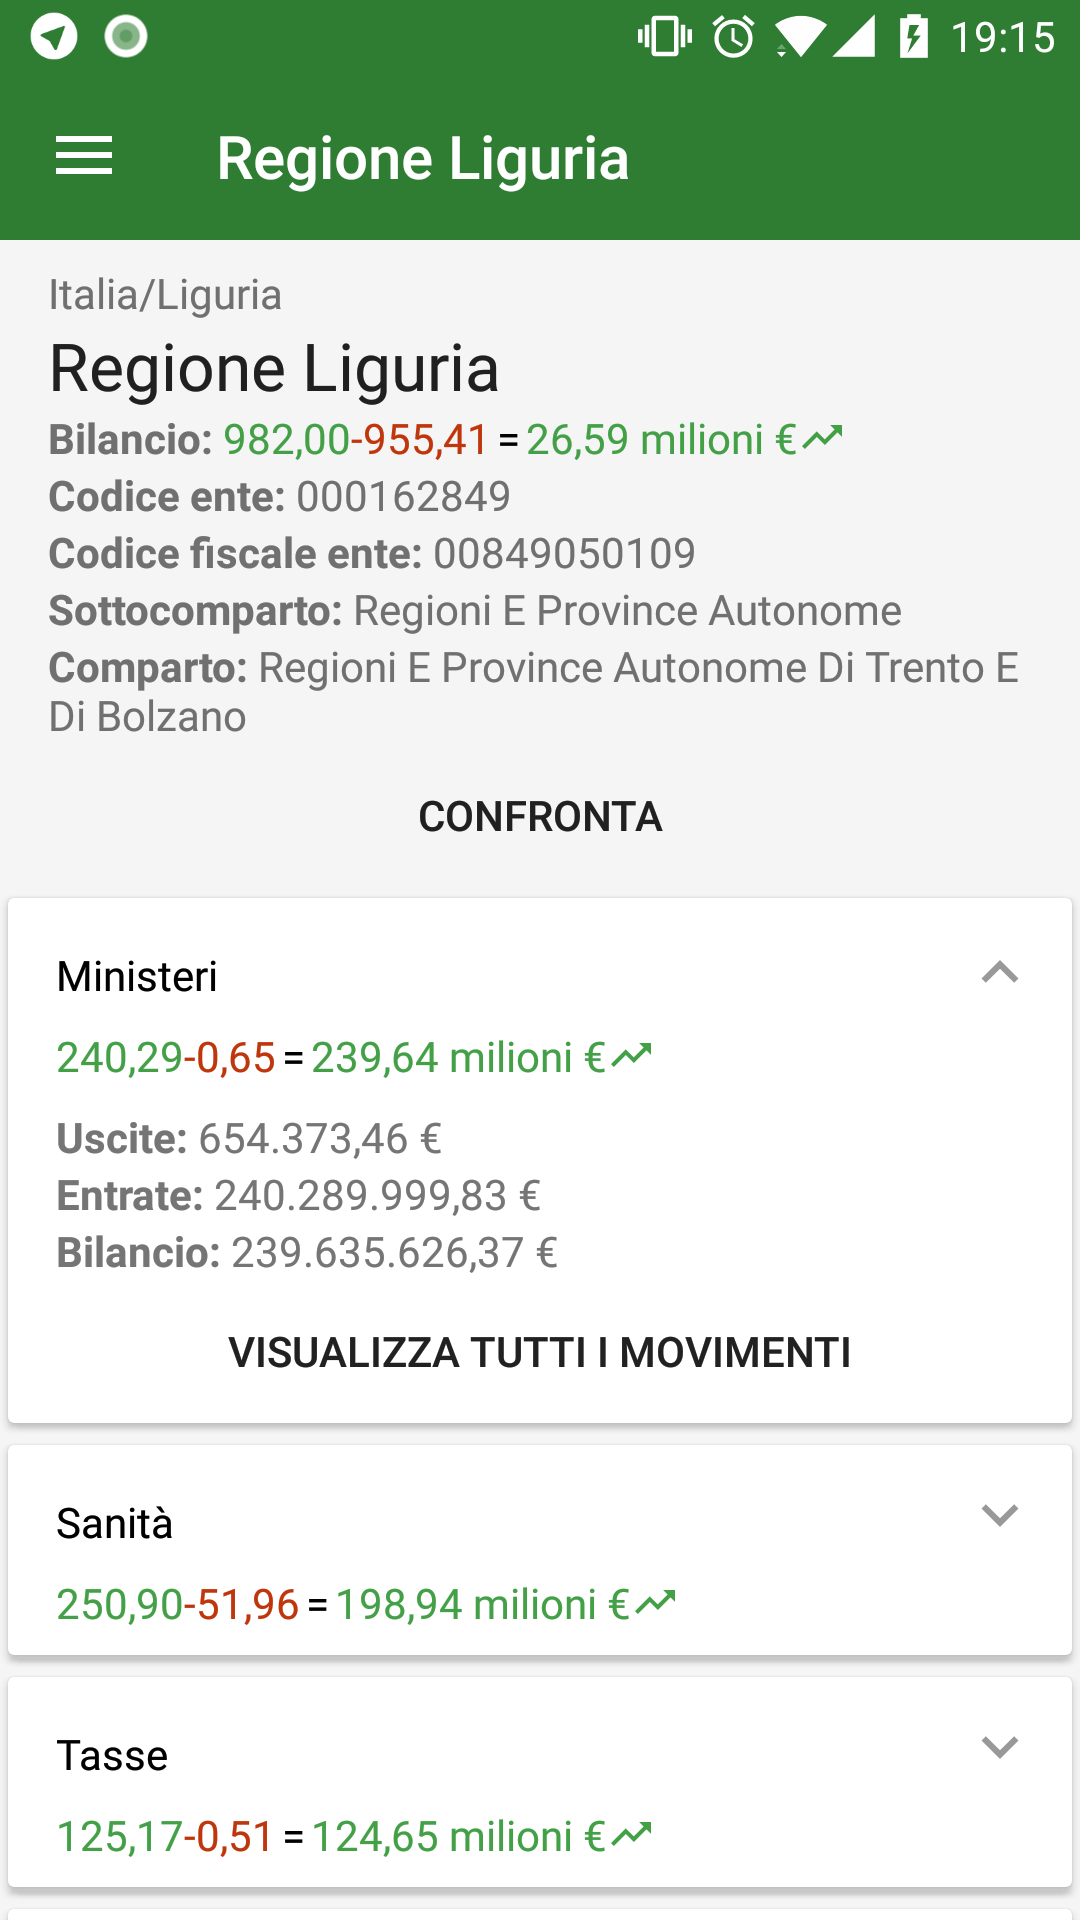 19:15
Regione Liguria
Italia/Liguria
Regione Liguria
Bilancio: 982,00-955,41 = 26,59 milioni €
Codice ente: 000162849
Codice fiscale ente: 00849050109
Sottocomparto: Regioni E Province Autonome
Comparto: Regioni E Province Autonome Di Trento E
Di Bolzano
CONFRONTA
Ministeri
240,29-0,65 = 239,64 milioni €
Uscite: 654.373,46 €
Entrate: 240.289.999,83 €
Bilancio: 239.635.626,37 €
VISUALIZZA TUTTI I MOVIMENTI
Sanità
250,90-51,96 = 198,94 milioni €
Tasse
125,17-0,51 = 124,65 milioni €